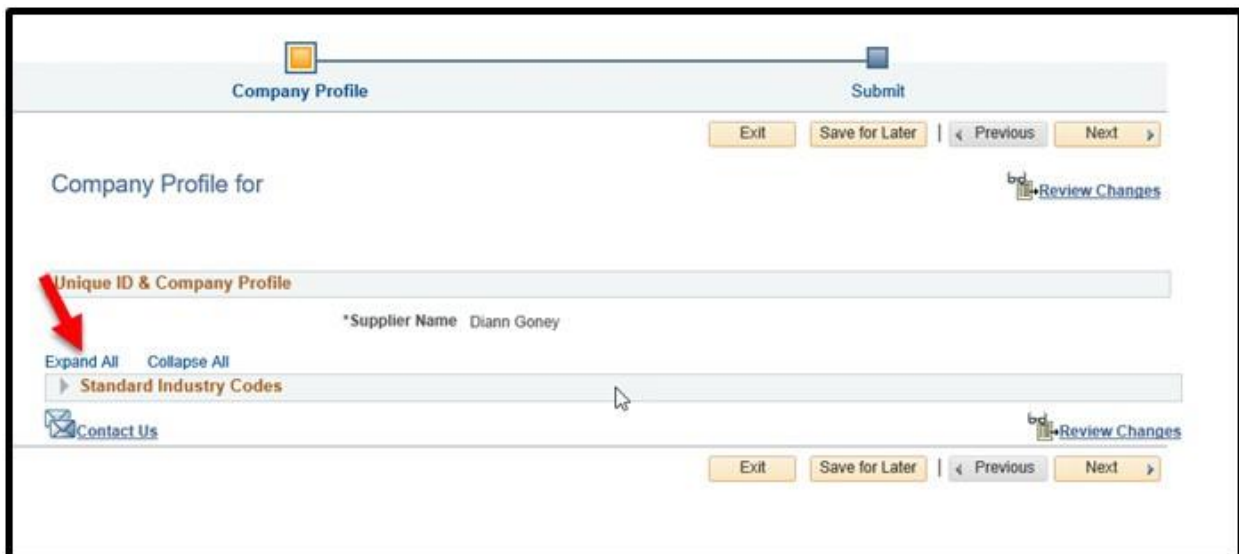 Company Profile Submit
Exit Save for Later | Previous Next
Company Profile for Review Changes
Unique ID & Company Profile
*Supplier Name Diann Goney
Expand All Collapse All
Standard Industry Codes
Contact Us Review Changes
Exit Save for Later | Previous Next